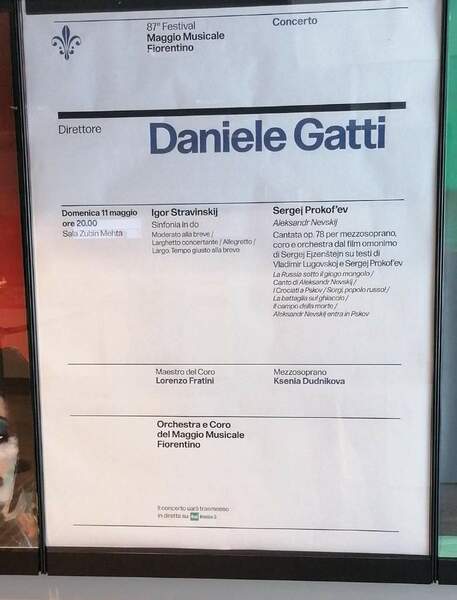 87° Festival
Maggio Musicale
Fiorentino
Concerto
Direttore
Daniele Gatti
Domenica 11 maggio
ore 20.00
Sala Zubin Mehta
Igor Stravinskij
Sinfonia in do
Moderato alla breve /
Larghetto concertante / Allegretto /
Largo. Tempo giusto alla breve
Sergej Prokof'ev
Aleksandr Nevskij
Cantata op. 78 per mezzosoprano,
coro e orchestra dal film omonimo
di Sergej Ejzenštejn su testi di
Vladimir Lugovskoj e Sergej Prokof'ev
La Russia sotto il giogo mongolo /
Canto di Aleksandr Nevskij /
I Crociati a Pskov / Sorgi, popolo russo! /
La battaglia sul ghiaccio /
Il campo della morte /
Aleksandr Nevskij entra in Pskov
Maestro del Coro
Lorenzo Fratini
Mezzosoprano
Ksenia Dudnikova
Orchestra e Coro
del Maggio Musicale
Fiorentino
Il concerto sarà trasmesso
in diretta su Rai Radio 3